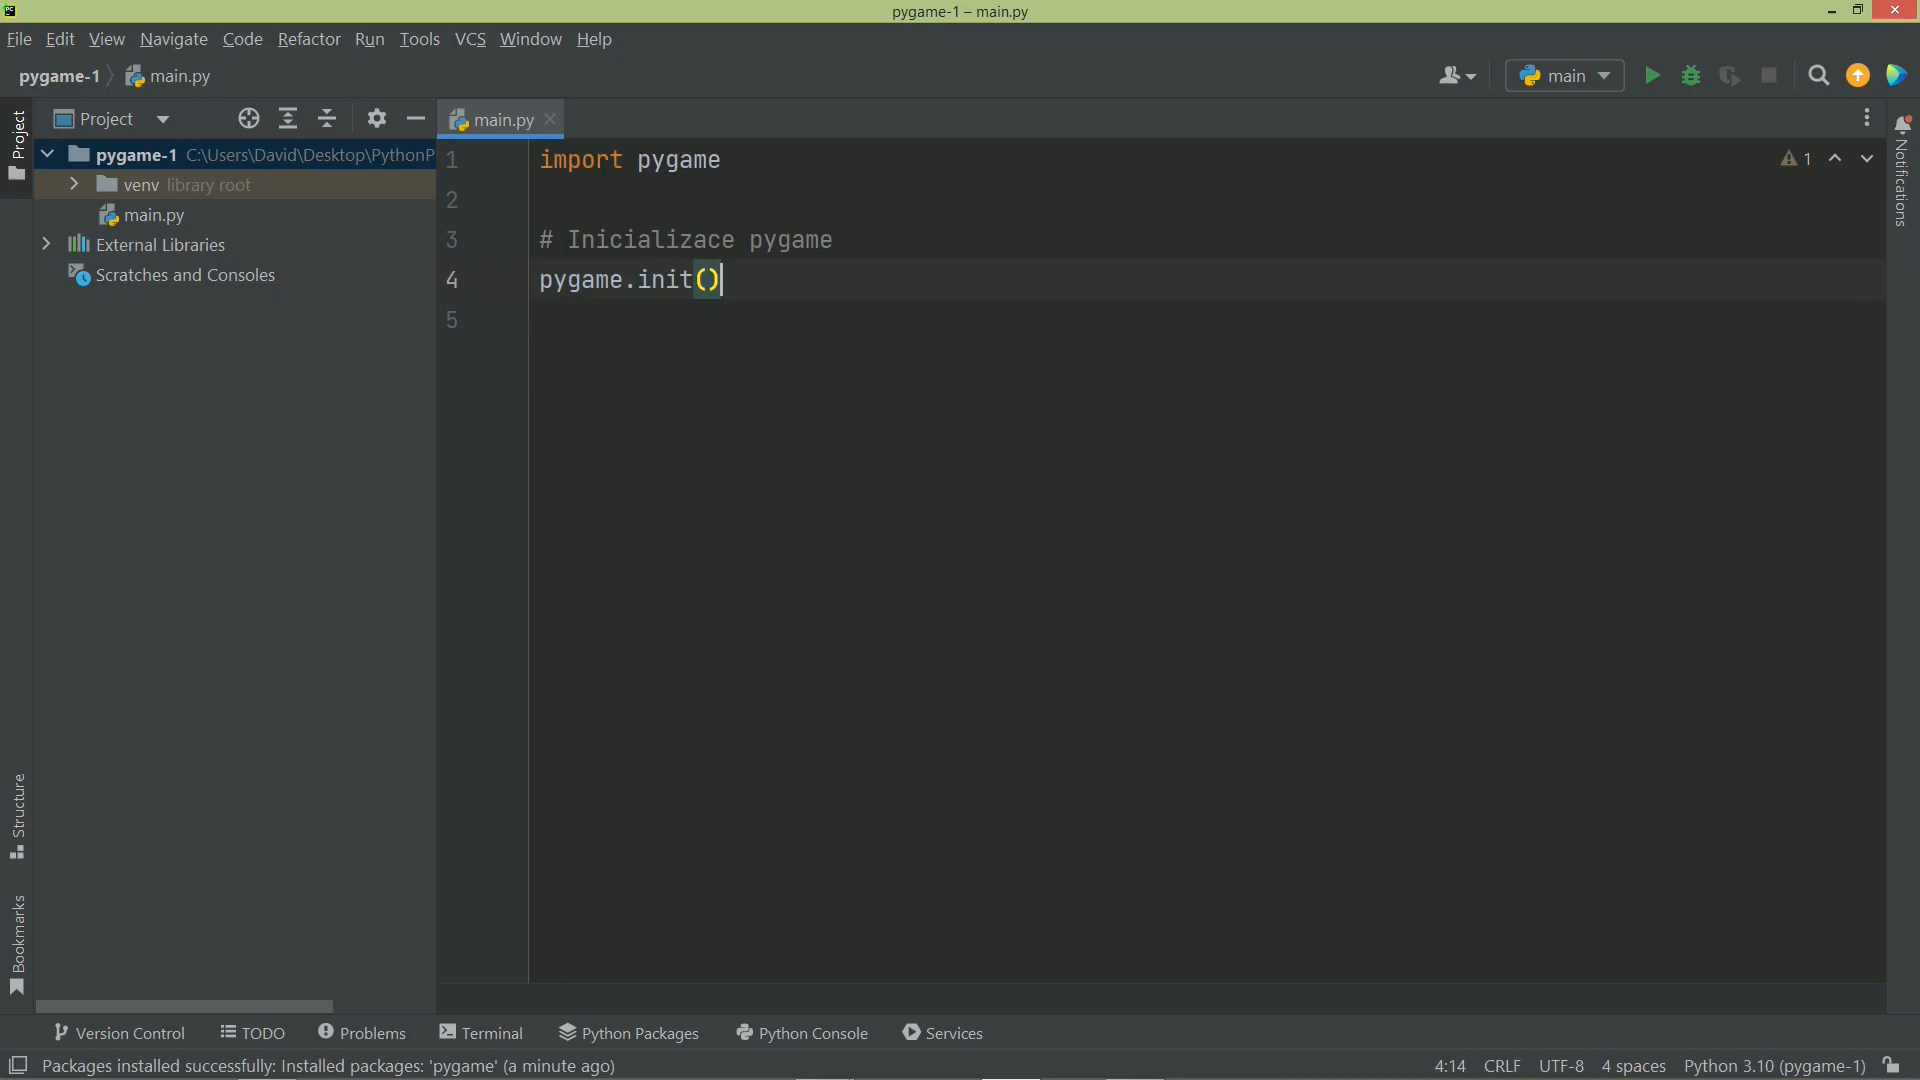 PC
pygame-1 – main.py
File Edit View Navigate Code Refactor Run Tools VCS Window Help
pygame-1 main.py
main
Project
main.py
Project
pygame-1 C:\Users\David\Desktop\PythonP
venv library root
main.py
External Libraries
Scratches and Consoles
1 import pygame
2
3 # Inicializace pygame
4 pygame.init()
5
1
Notifications
Structure
Bookmarks
Version Control TODO Problems Terminal Python Packages Python Console Services
Packages installed successfully: Installed packages: 'pygame' (a minute ago)
4:14 CRLF UTF-8 4 spaces Python 3.10 (pygame-1)